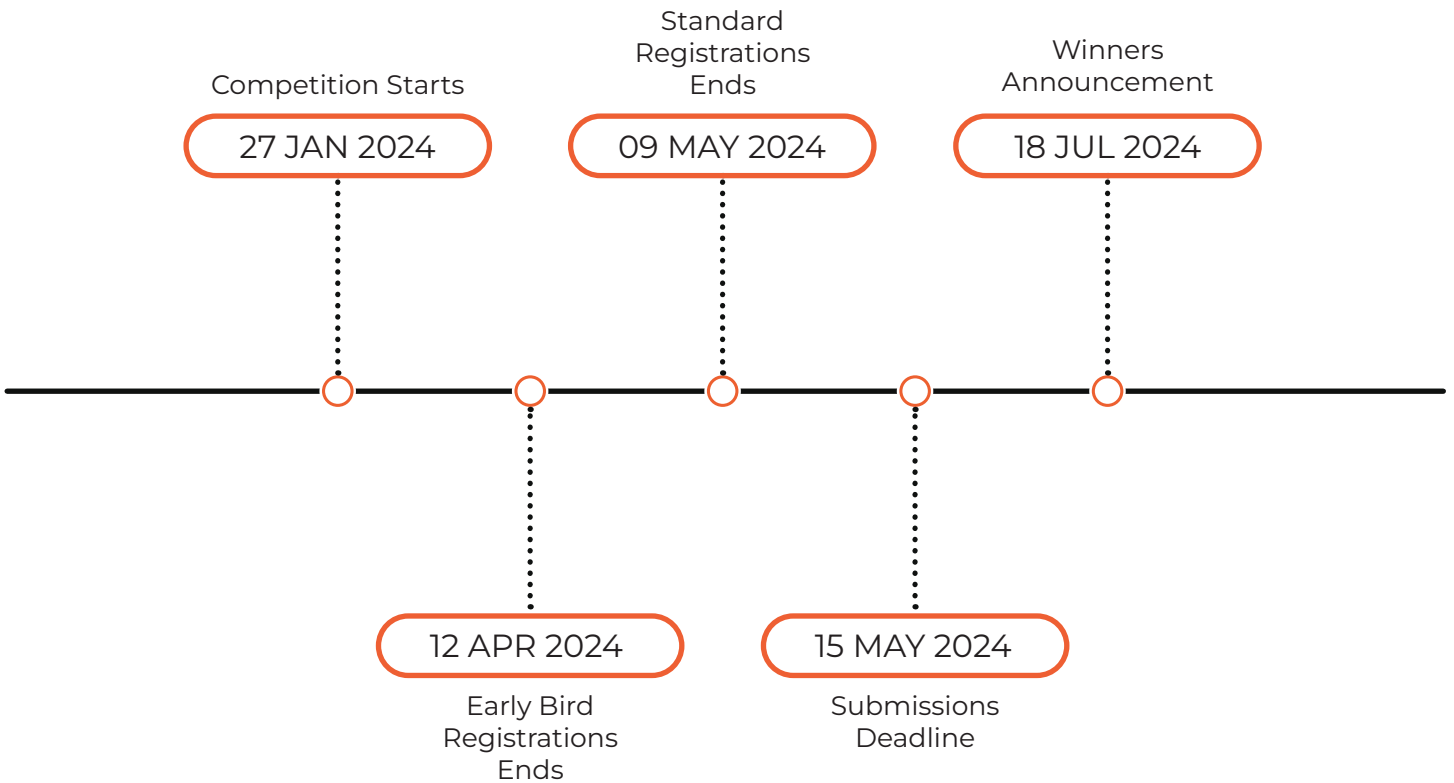 Competition Starts
27 JAN 2024
Standard
Registrations
Ends
09 MAY 2024
Winners
Announcement
18 JUL 2024
12 APR 2024
Early Bird
Registrations
Ends
15 MAY 2024
Submissions
Deadline